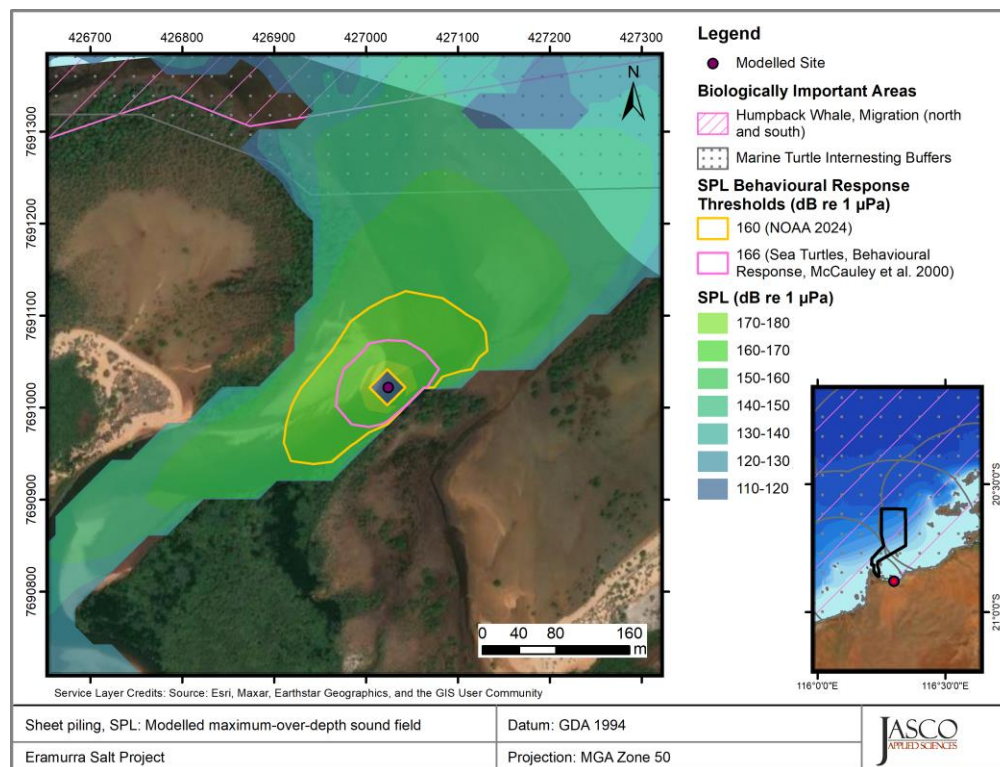 426700 426800 426900 427000 427100 427200 427300
7691300
7691200
7691100
7691000
7690900
7690800
N
0 40 80 160
m
Service Layer Credits: Source: Esri, Maxar, Earthstar Geographics, and the GIS User Community
Legend
Modelled Site
Biologically Important Areas
Humpback Whale, Migration (north
and south)
Marine Turtle Internesting Buffers
SPL Behavioural Response
Thresholds (dB re 1 µPa)
160 (NOAA 2024)
166 (Sea Turtles, Behavioural
Response, McCauley et al. 2000)
SPL (dB re 1 µPa)
170-180
160-170
150-160
140-150
130-140
120-130
110-120
20°30'0"S
21°0'0"S
116°0'0"E 116°30'0"E
Sheet piling, SPL: Modelled maximum-over-depth sound field
Datum: GDA 1994
Eramurra Salt Project
Projection: MGA Zone 50
JASCO
APPLIED SCIENCES